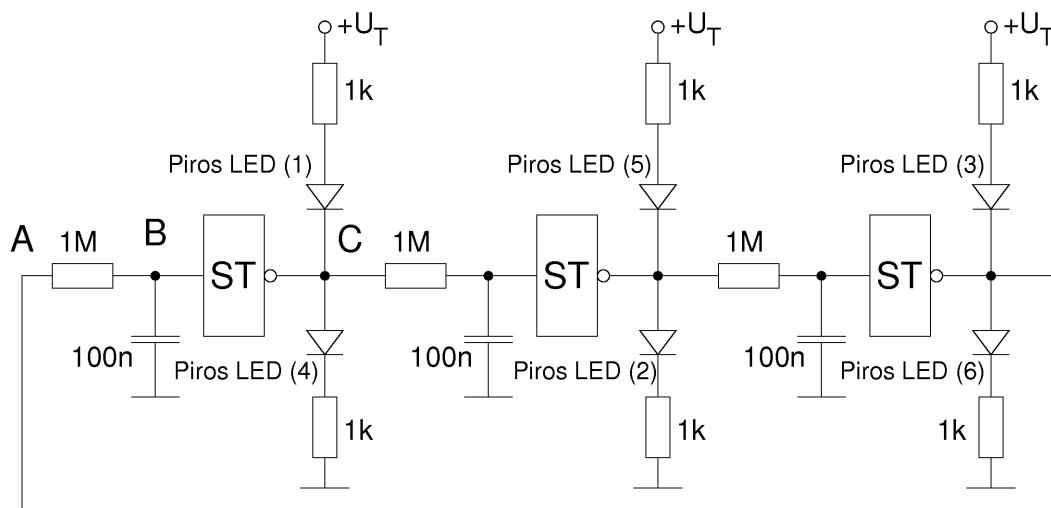 +U_T +U_T +U_T
1k 1k 1k
Piros LED (1) Piros LED (5) Piros LED (3)
A 1M B C 1M 1M
ST ST ST
100n 100n 100n
Piros LED (4) Piros LED (2) Piros LED (6)
1k 1k 1k